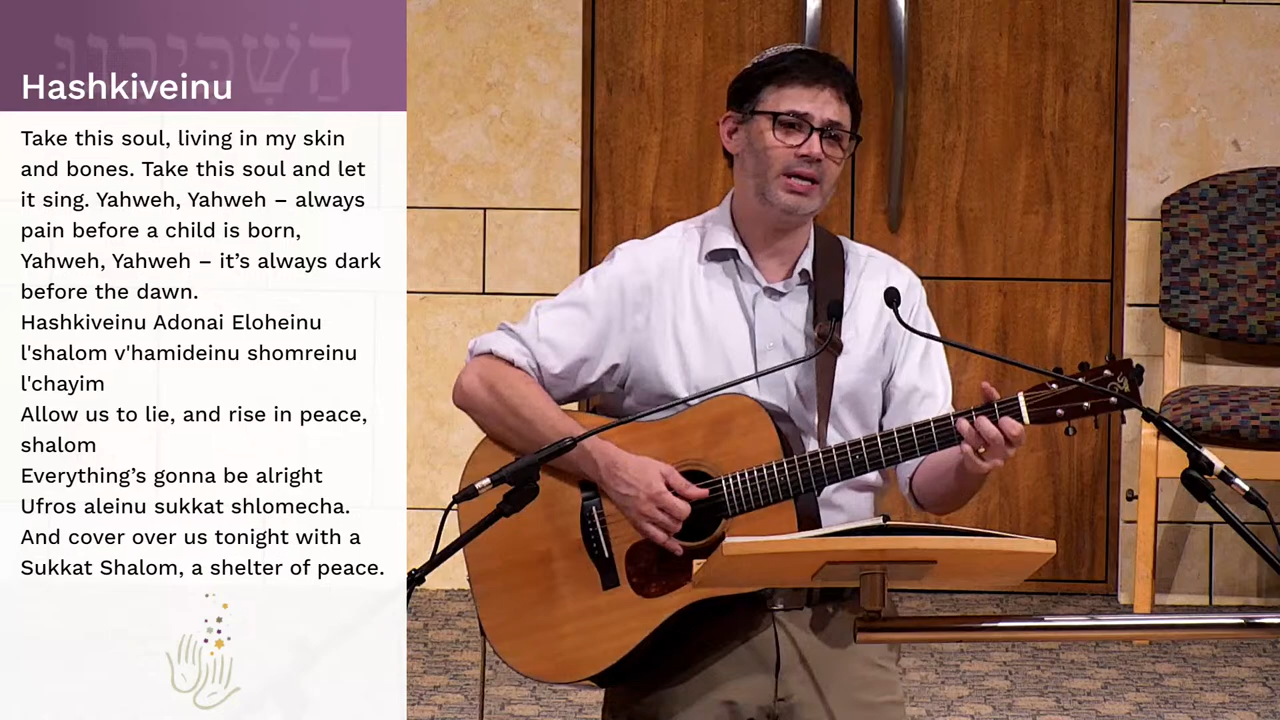 הַשְׁכִּיבֵנוּ
Hashkiveinu
Take this soul, living in my skin
and bones. Take this soul and let
it sing. Yahweh, Yahweh – always
pain before a child is born,
Yahweh, Yahweh – it’s always dark
before the dawn.
Hashkiveinu Adonai Eloheinu
l'shalom v'hamideinu shomreinu
l'chayim
Allow us to lie, and rise in peace,
shalom
Everything’s gonna be alright
Ufros aleinu sukkat shlomecha.
And cover over us tonight with a
Sukkat Shalom, a shelter of peace.